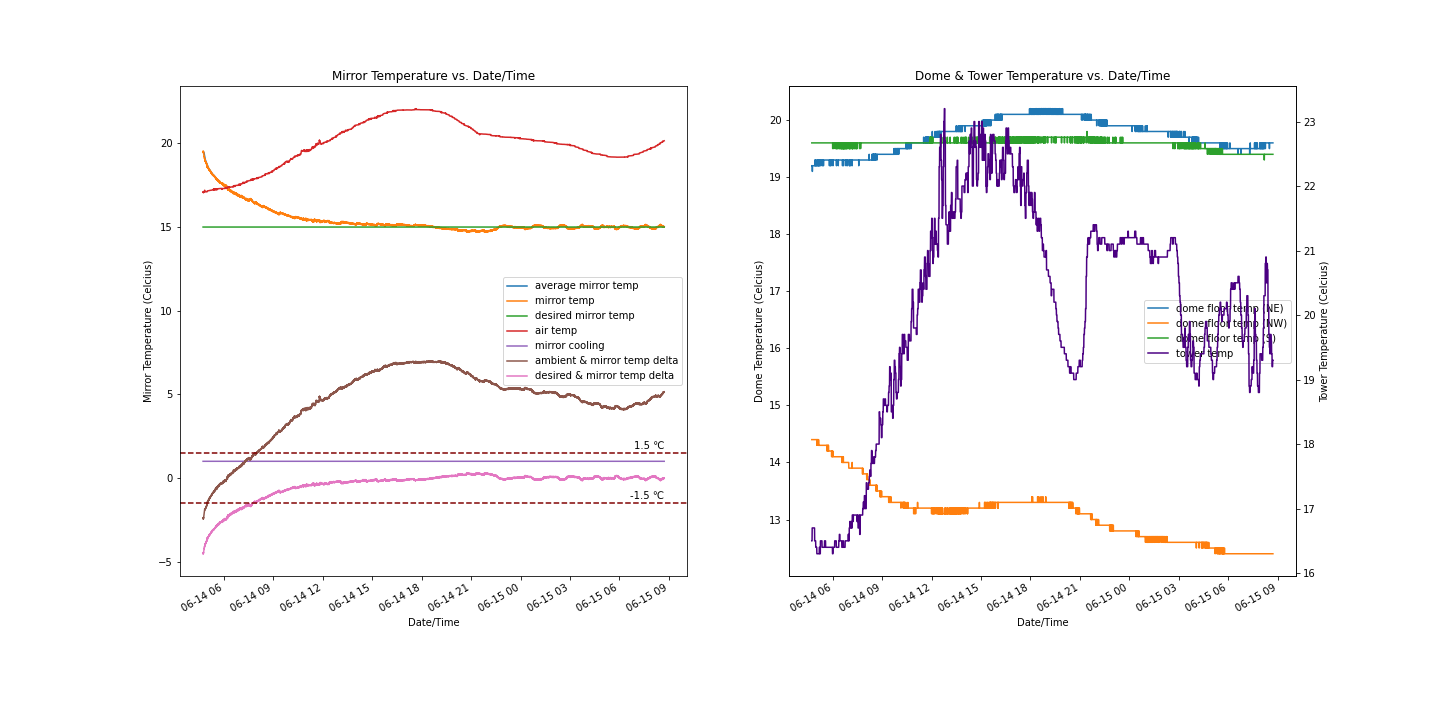 Mirror Temperature vs. Date/Time
Mirror Temperature (Celcius)
20
15
10
5
0
−5
average mirror temp
mirror temp
desired mirror temp
air temp
mirror cooling
ambient & mirror temp delta
desired & mirror temp delta
1.5 °C
-1.5 °C
06-14 06
06-14 09
06-14 12
06-14 15
06-14 18
06-14 21
06-15 00
06-15 03
06-15 06
06-15 09
Date/Time
Dome & Tower Temperature vs. Date/Time
Dome Temperature (Celcius)
20
19
18
17
16
15
14
13
dome floor temp (NE)
dome floor temp (NW)
dome floor temp (S)
tower temp
23
22
21
20
19
18
17
16
Tower Temperature (Celcius)
06-14 06
06-14 09
06-14 12
06-14 15
06-14 18
06-14 21
06-15 00
06-15 03
06-15 06
06-15 09
Date/Time